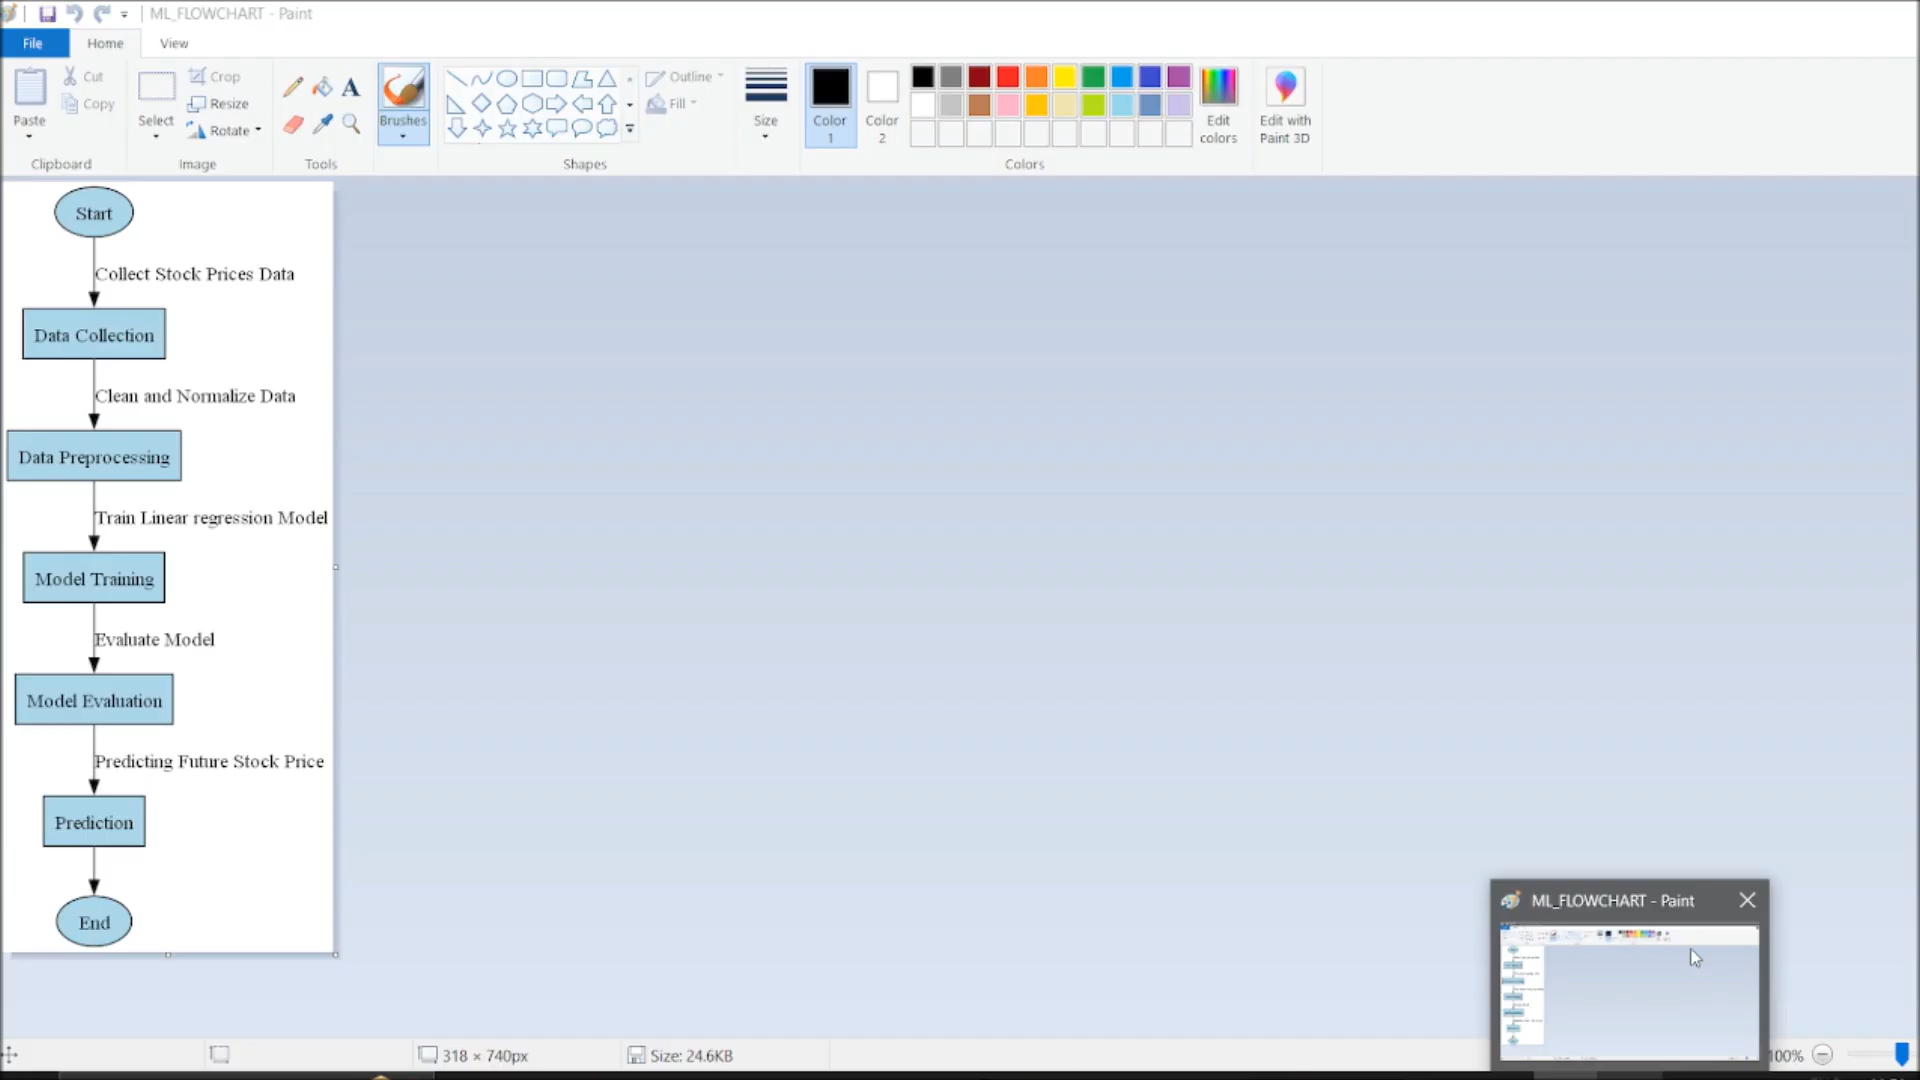 ML_FLOWCHART - Paint
File Home View
Paste
Cut
Copy
Clipboard
Select
Crop
Resize
Rotate
Image
A
Tools
Brushes
Shapes
Outline
Fill
Size
Color
1
Color
2
Colors
Edit
colors
Edit with
Paint 3D
Start
Collect Stock Prices Data
Data Collection
Clean and Normalize Data
Data Preprocessing
Train Linear regression Model
Model Training
Evaluate Model
Model Evaluation
Predicting Future Stock Price
Prediction
End
ML_FLOWCHART - Paint
318 × 740px
Size: 24.6KB
100%